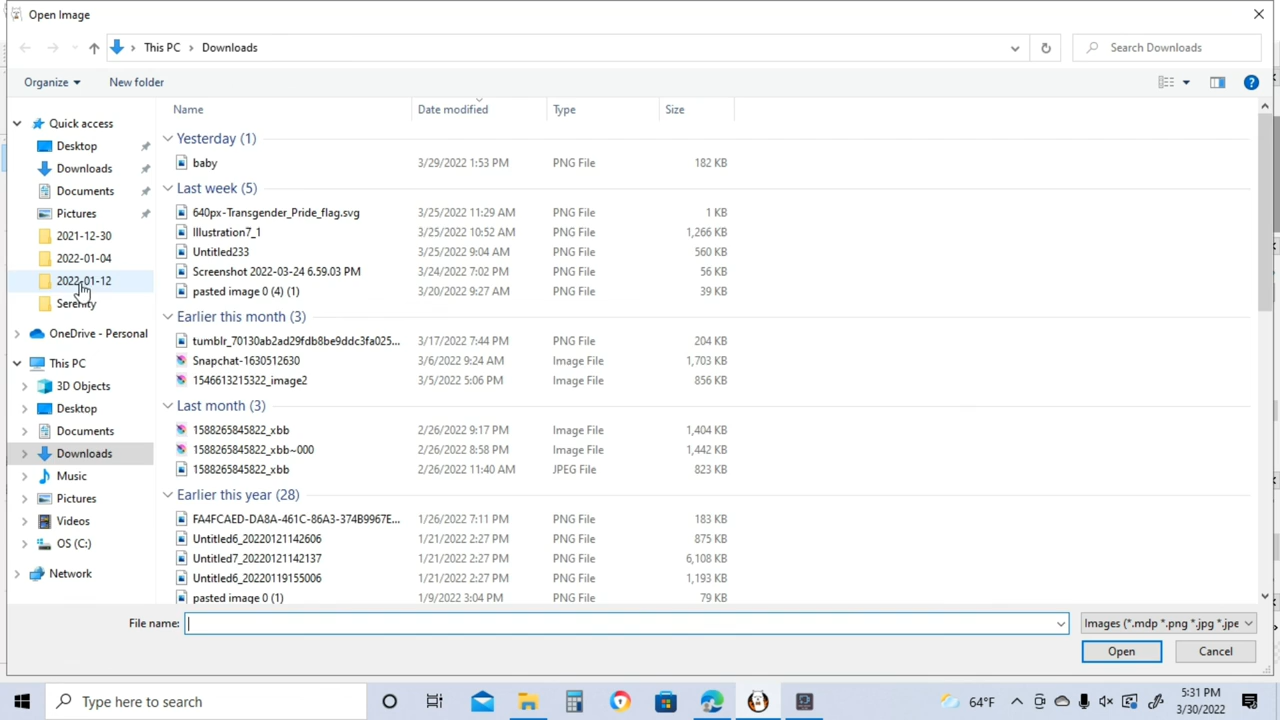 Open Image
This PC > Downloads
Search Downloads
Organize
New folder
Name
Date modified
Type
Size
Quick access
Desktop
Downloads
Documents
Pictures
2021-12-30
2022-01-04
2022-01-12
Serenity
OneDrive - Personal
This PC
3D Objects
Desktop
Documents
Downloads
Music
Pictures
Videos
OS (C:)
Network
Yesterday (1)
baby 3/29/2022 1:53 PM PNG File 182 KB
Last week (5)
640px-Transgender_Pride_flag.svg 3/25/2022 11:29 AM PNG File 1 KB
Illustration7_1 3/25/2022 10:52 AM PNG File 1,266 KB
Untitled233 3/25/2022 9:04 AM PNG File 560 KB
Screenshot 2022-03-24 6.59.03 PM 3/24/2022 7:02 PM PNG File 56 KB
pasted image 0 (4) (1) 3/20/2022 9:27 AM PNG File 39 KB
Earlier this month (3)
tumblr_70130ab2ad29fdb8be9ddc3fa025... 3/17/2022 7:44 PM PNG File 204 KB
Snapchat-1630512630 3/6/2022 9:24 AM Image File 1,703 KB
1546613215322_image2 3/5/2022 5:06 PM Image File 856 KB
Last month (3)
1588265845822_xbb 2/26/2022 9:17 PM Image File 1,404 KB
1588265845822_xbb~000 2/26/2022 8:58 PM Image File 1,442 KB
1588265845822_xbb 2/26/2022 11:40 AM JPEG File 823 KB
Earlier this year (28)
FA4FCAED-DA8A-461C-86A3-374B9967E... 1/26/2022 7:11 PM PNG File 183 KB
Untitled6_20220121142606 1/21/2022 2:27 PM PNG File 875 KB
Untitled7_20220121142137 1/21/2022 2:27 PM PNG File 6,108 KB
Untitled6_20220119155006 1/21/2022 2:27 PM PNG File 1,193 KB
pasted image 0 (1) 1/9/2022 3:04 PM PNG File 79 KB
File name:
Images (*.mdp *.png *.jpg *.jpe
Open
Cancel
Type here to search
64°F
5:31 PM
3/30/2022